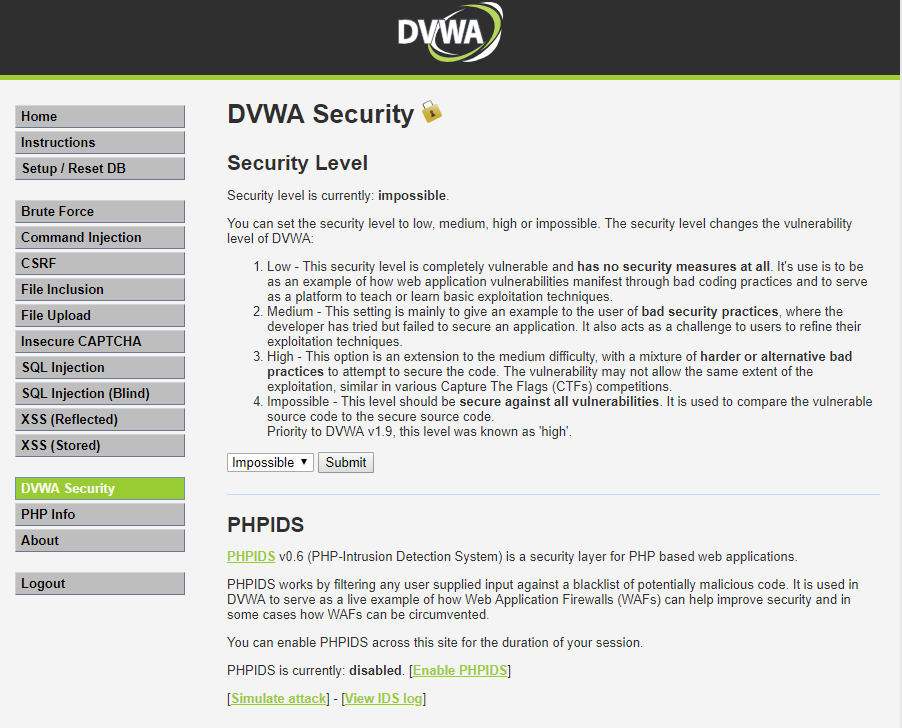 DVWA
Home
Instructions
Setup / Reset DB
Brute Force
Command Injection
CSRF
File Inclusion
File Upload
Insecure CAPTCHA
SQL Injection
SQL Injection (Blind)
XSS (Reflected)
XSS (Stored)
DVWA Security
PHP Info
About
Logout
DVWA Security
Security Level
Security level is currently: impossible.
You can set the security level to low, medium, high or impossible. The security level changes the vulnerability
level of DVWA:
1. Low - This security level is completely vulnerable and has no security measures at all. It's use is to be
as an example of how web application vulnerabilities manifest through bad coding practices and to serve
as a platform to teach or learn basic exploitation techniques.
2. Medium - This setting is mainly to give an example to the user of bad security practices, where the
developer has tried but failed to secure an application. It also acts as a challenge to users to refine their
exploitation techniques.
3. High - This option is an extension to the medium difficulty, with a mixture of harder or alternative bad
practices to attempt to secure the code. The vulnerability may not allow the same extent of the
exploitation, similar in various Capture The Flags (CTFs) competitions.
4. Impossible - This level should be secure against all vulnerabilities. It is used to compare the vulnerable
source code to the secure source code.
Priority to DVWA v1.9, this level was known as 'high'.
Impossible Submit
PHPIDS
PHPIDS v0.6 (PHP-Intrusion Detection System) is a security layer for PHP based web applications.
PHPIDS works by filtering any user supplied input against a blacklist of potentially malicious code. It is used in
DVWA to serve as a live example of how Web Application Firewalls (WAFs) can help improve security and in
some cases how WAFs can be circumvented.
You can enable PHPIDS across this site for the duration of your session.
PHPIDS is currently: disabled. [Enable PHPIDS]
[Simulate attack] - [View IDS log]